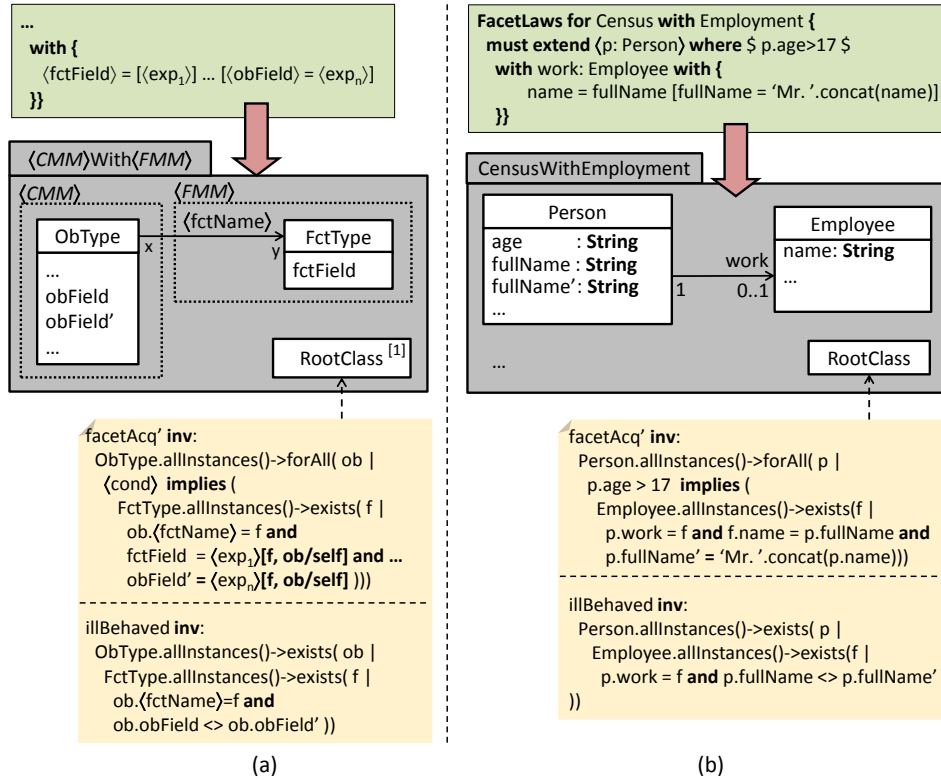 ...
with {
⟨fctField⟩ = [⟨exp₁⟩] ... [⟨obField⟩ = ⟨expₙ⟩]
}}
⟨CMM⟩With⟨FMM⟩
⟨CMM⟩
⟨FMM⟩
⟨fctName⟩
ObType
x
y
FctType
...
obField
obField’
...
fctField
RootClass [1]
facetAcq’ inv:
ObType.allInstances()->forAll( ob |
⟨cond⟩ implies (
FctType.allInstances()->exists( f |
ob.⟨fctName⟩ = f and
fctField = ⟨exp₁⟩[f, ob/self] and ...
obField’ = ⟨expₙ⟩[f, ob/self] )))
illBehaved inv:
ObType.allInstances()->exists( ob |
FctType.allInstances()->exists( f |
ob.⟨fctName⟩=f and
ob.obField <> ob.obField’ ))
(a)
FacetLaws for Census with Employment {
must extend ⟨p: Person⟩ where $ p.age>17 $
with work: Employee with {
name = fullName [fullName = ‘Mr. ’.concat(name)]
}}
CensusWithEmployment
Person
age : String
fullName : String
fullName’ : String
...
work
1
0..1
Employee
name: String
...
...
RootClass
facetAcq’ inv:
Person.allInstances()->forAll( p |
p.age > 17 implies (
Employee.allInstances()->exists(f |
p.work = f and f.name = p.fullName and
p.fullName’ = ‘Mr. ’.concat(p.name)))
illBehaved inv:
Person.allInstances()->exists( p |
Employee.allInstances()->exists(f |
p.work = f and p.fullName <> p.fullName’
))
(b)